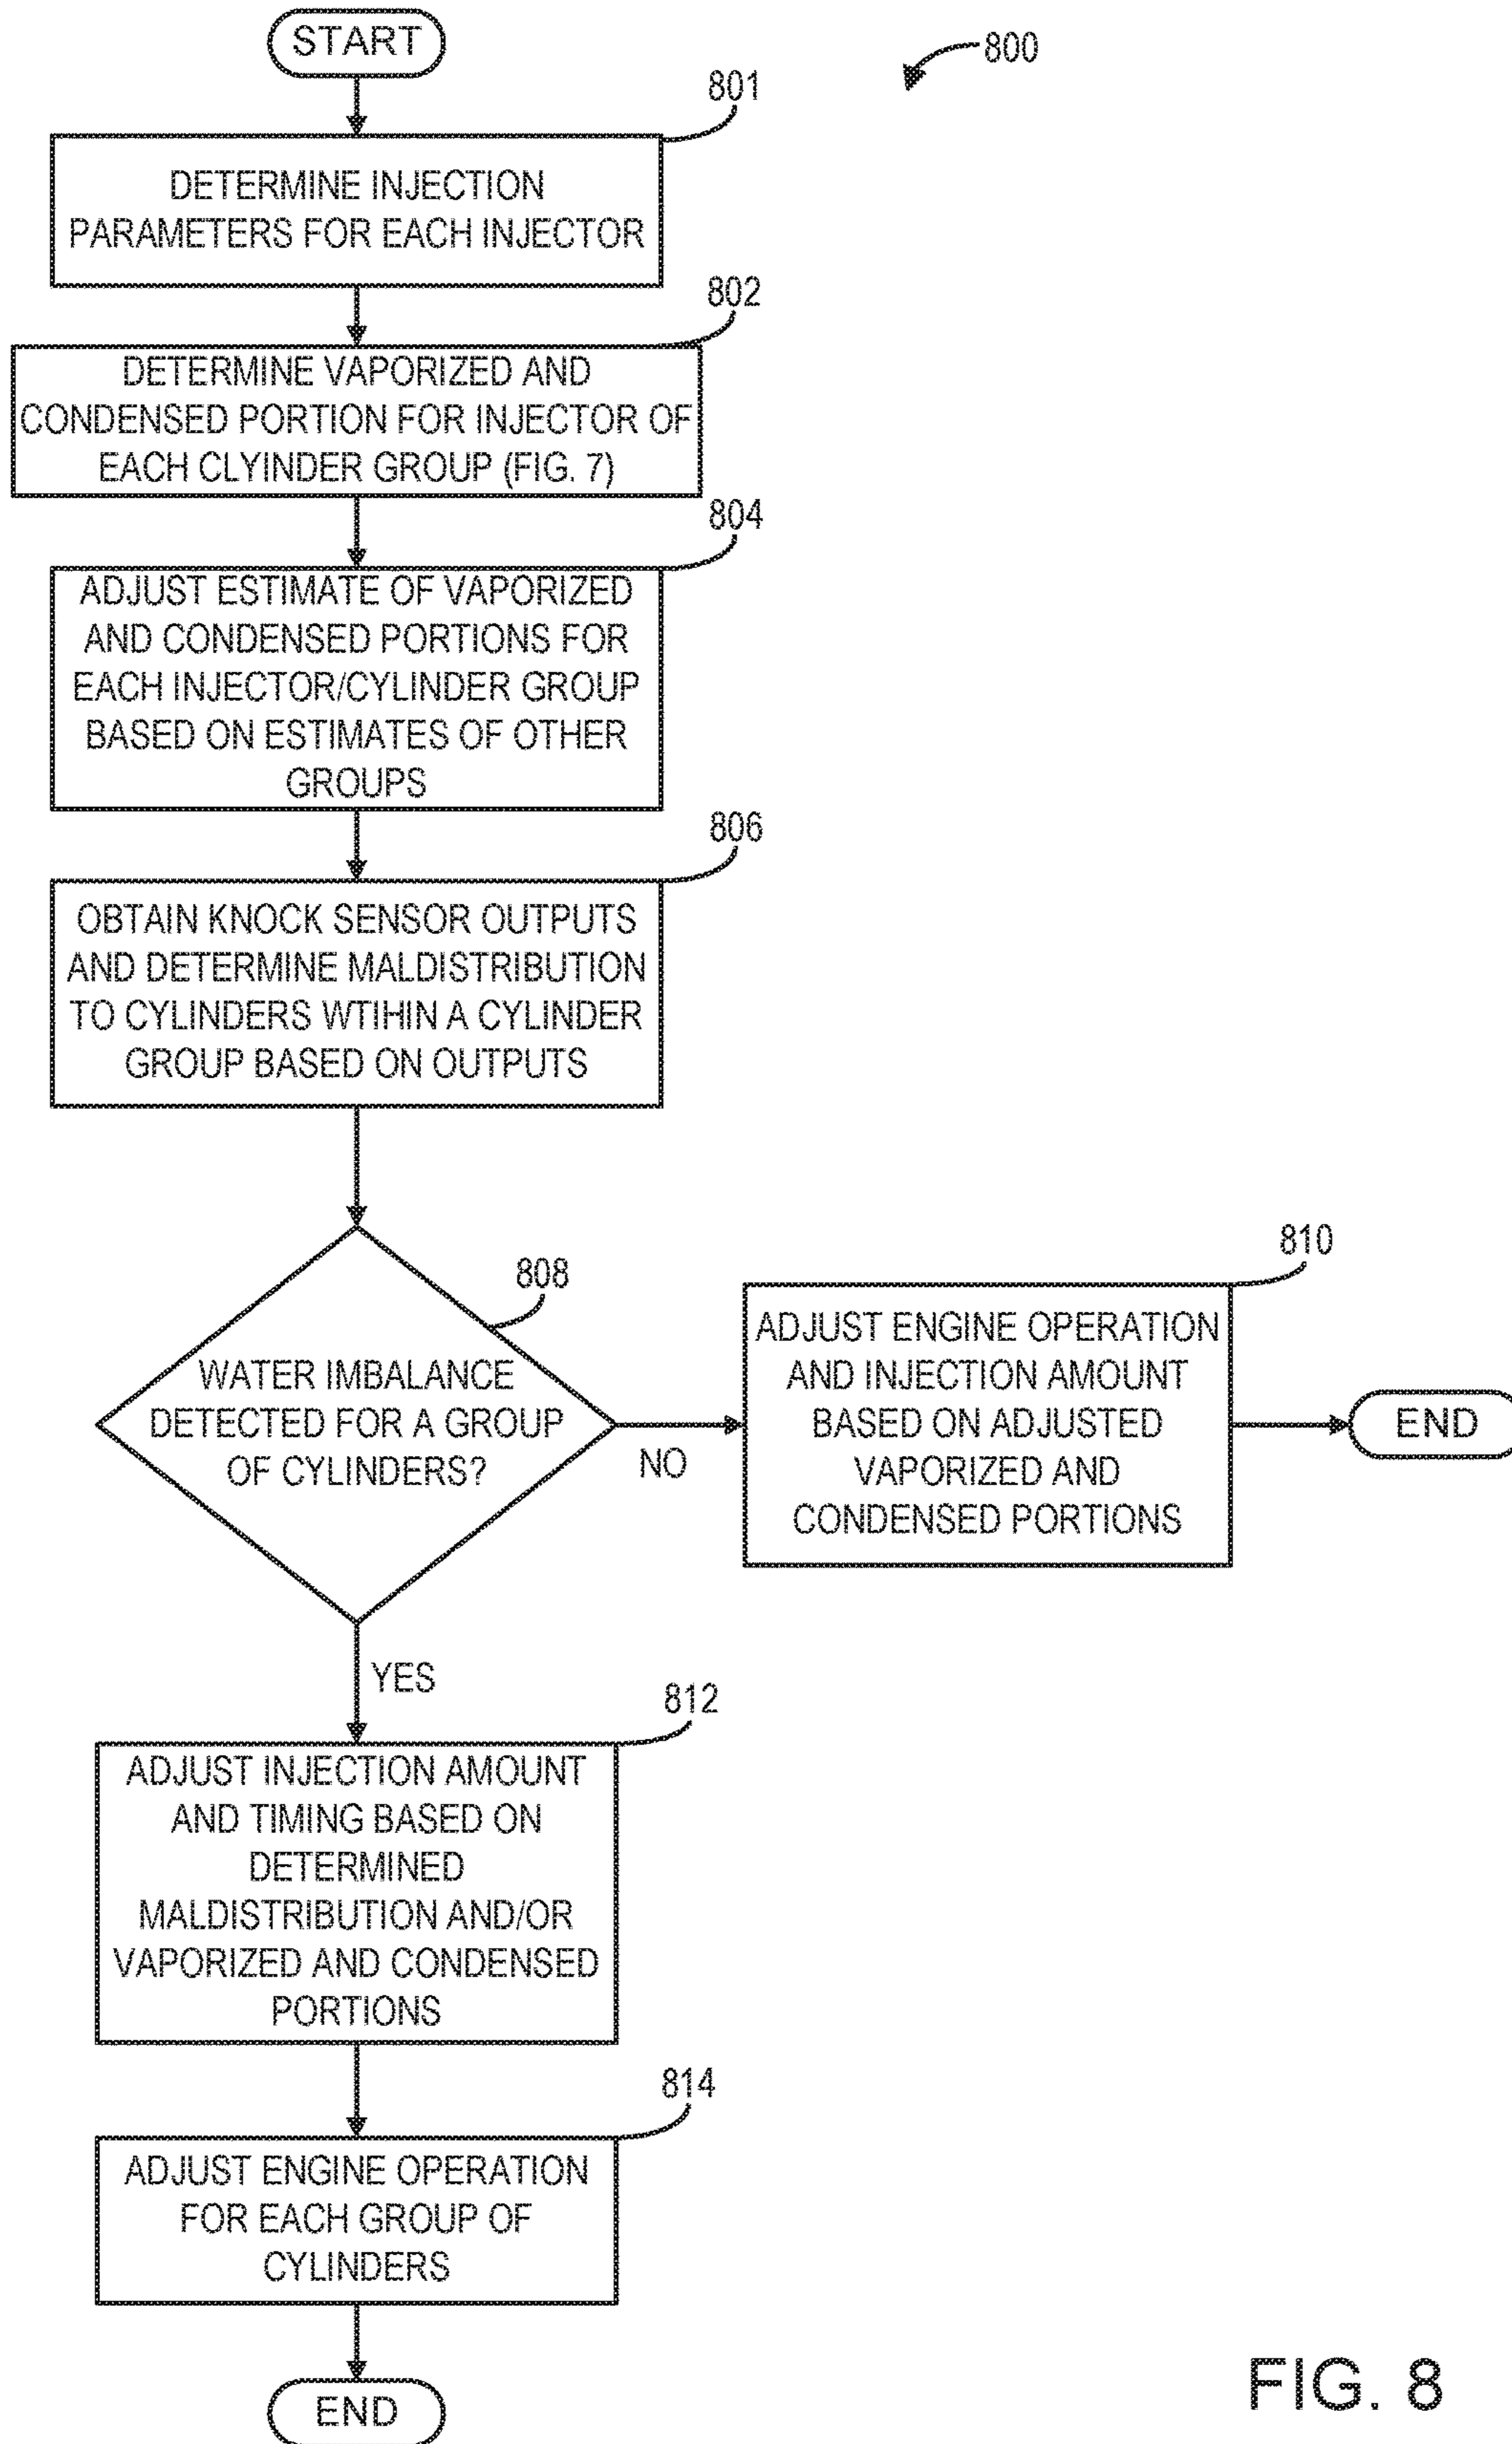 START
800
801
DETERMINE INJECTION
PARAMETERS FOR EACH INJECTOR
802
DETERMINE VAPORIZED AND
CONDENSED PORTION FOR INJECTOR OF
EACH CLYINDER GROUP (FIG. 7)
804
ADJUST ESTIMATE OF VAPORIZED
AND CONDENSED PORTIONS FOR
EACH INJECTOR/CYLINDER GROUP
BASED ON ESTIMATES OF OTHER
GROUPS
806
OBTAIN KNOCK SENSOR OUTPUTS
AND DETERMINE MALDISTRIBUTION
TO CYLINDERS WTIHIN A CYLINDER
GROUP BASED ON OUTPUTS
808
WATER IMBALANCE
DETECTED FOR A GROUP
OF CYLINDERS?
NO
810
ADJUST ENGINE OPERATION
AND INJECTION AMOUNT
BASED ON ADJUSTED
VAPORIZED AND
CONDENSED PORTIONS
END
YES
812
ADJUST INJECTION AMOUNT
AND TIMING BASED ON
DETERMINED
MALDISTRIBUTION AND/OR
VAPORIZED AND CONDENSED
PORTIONS
814
ADJUST ENGINE OPERATION
FOR EACH GROUP OF
CYLINDERS
END
FIG. 8